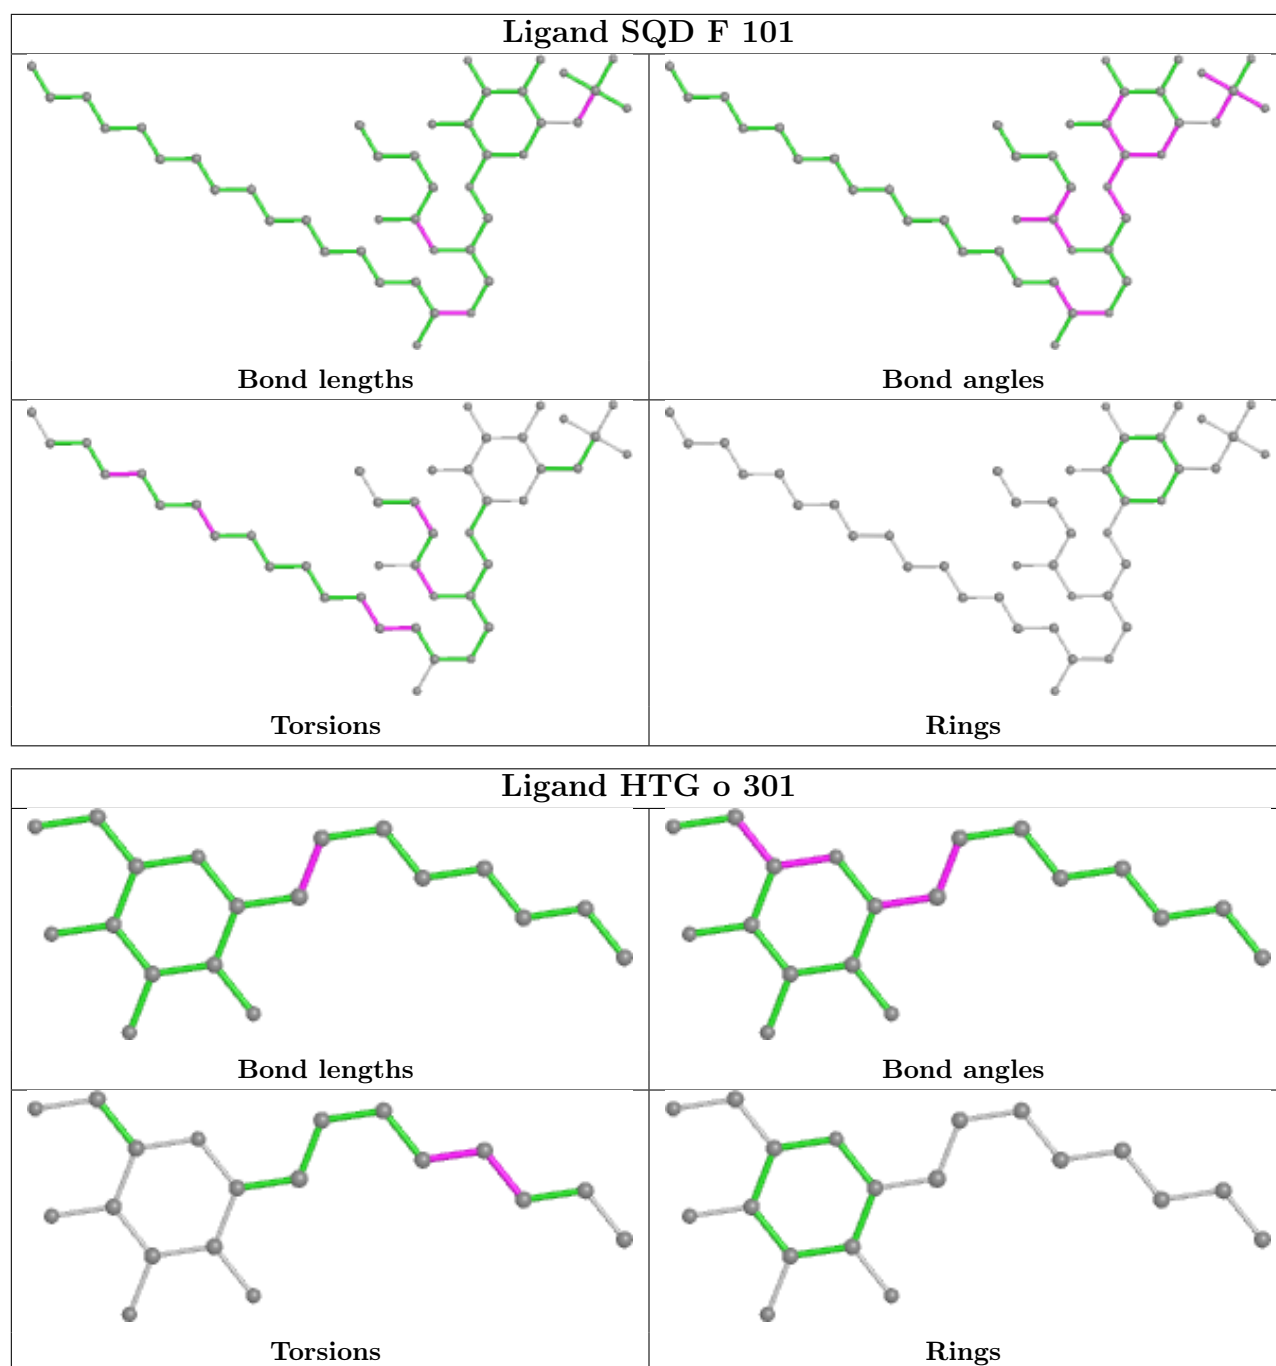 Ligand SQD F 101
Bond lengths
Bond angles
Torsions
Rings
Ligand HTG o 301
Bond lengths
Bond angles
Torsions
Rings